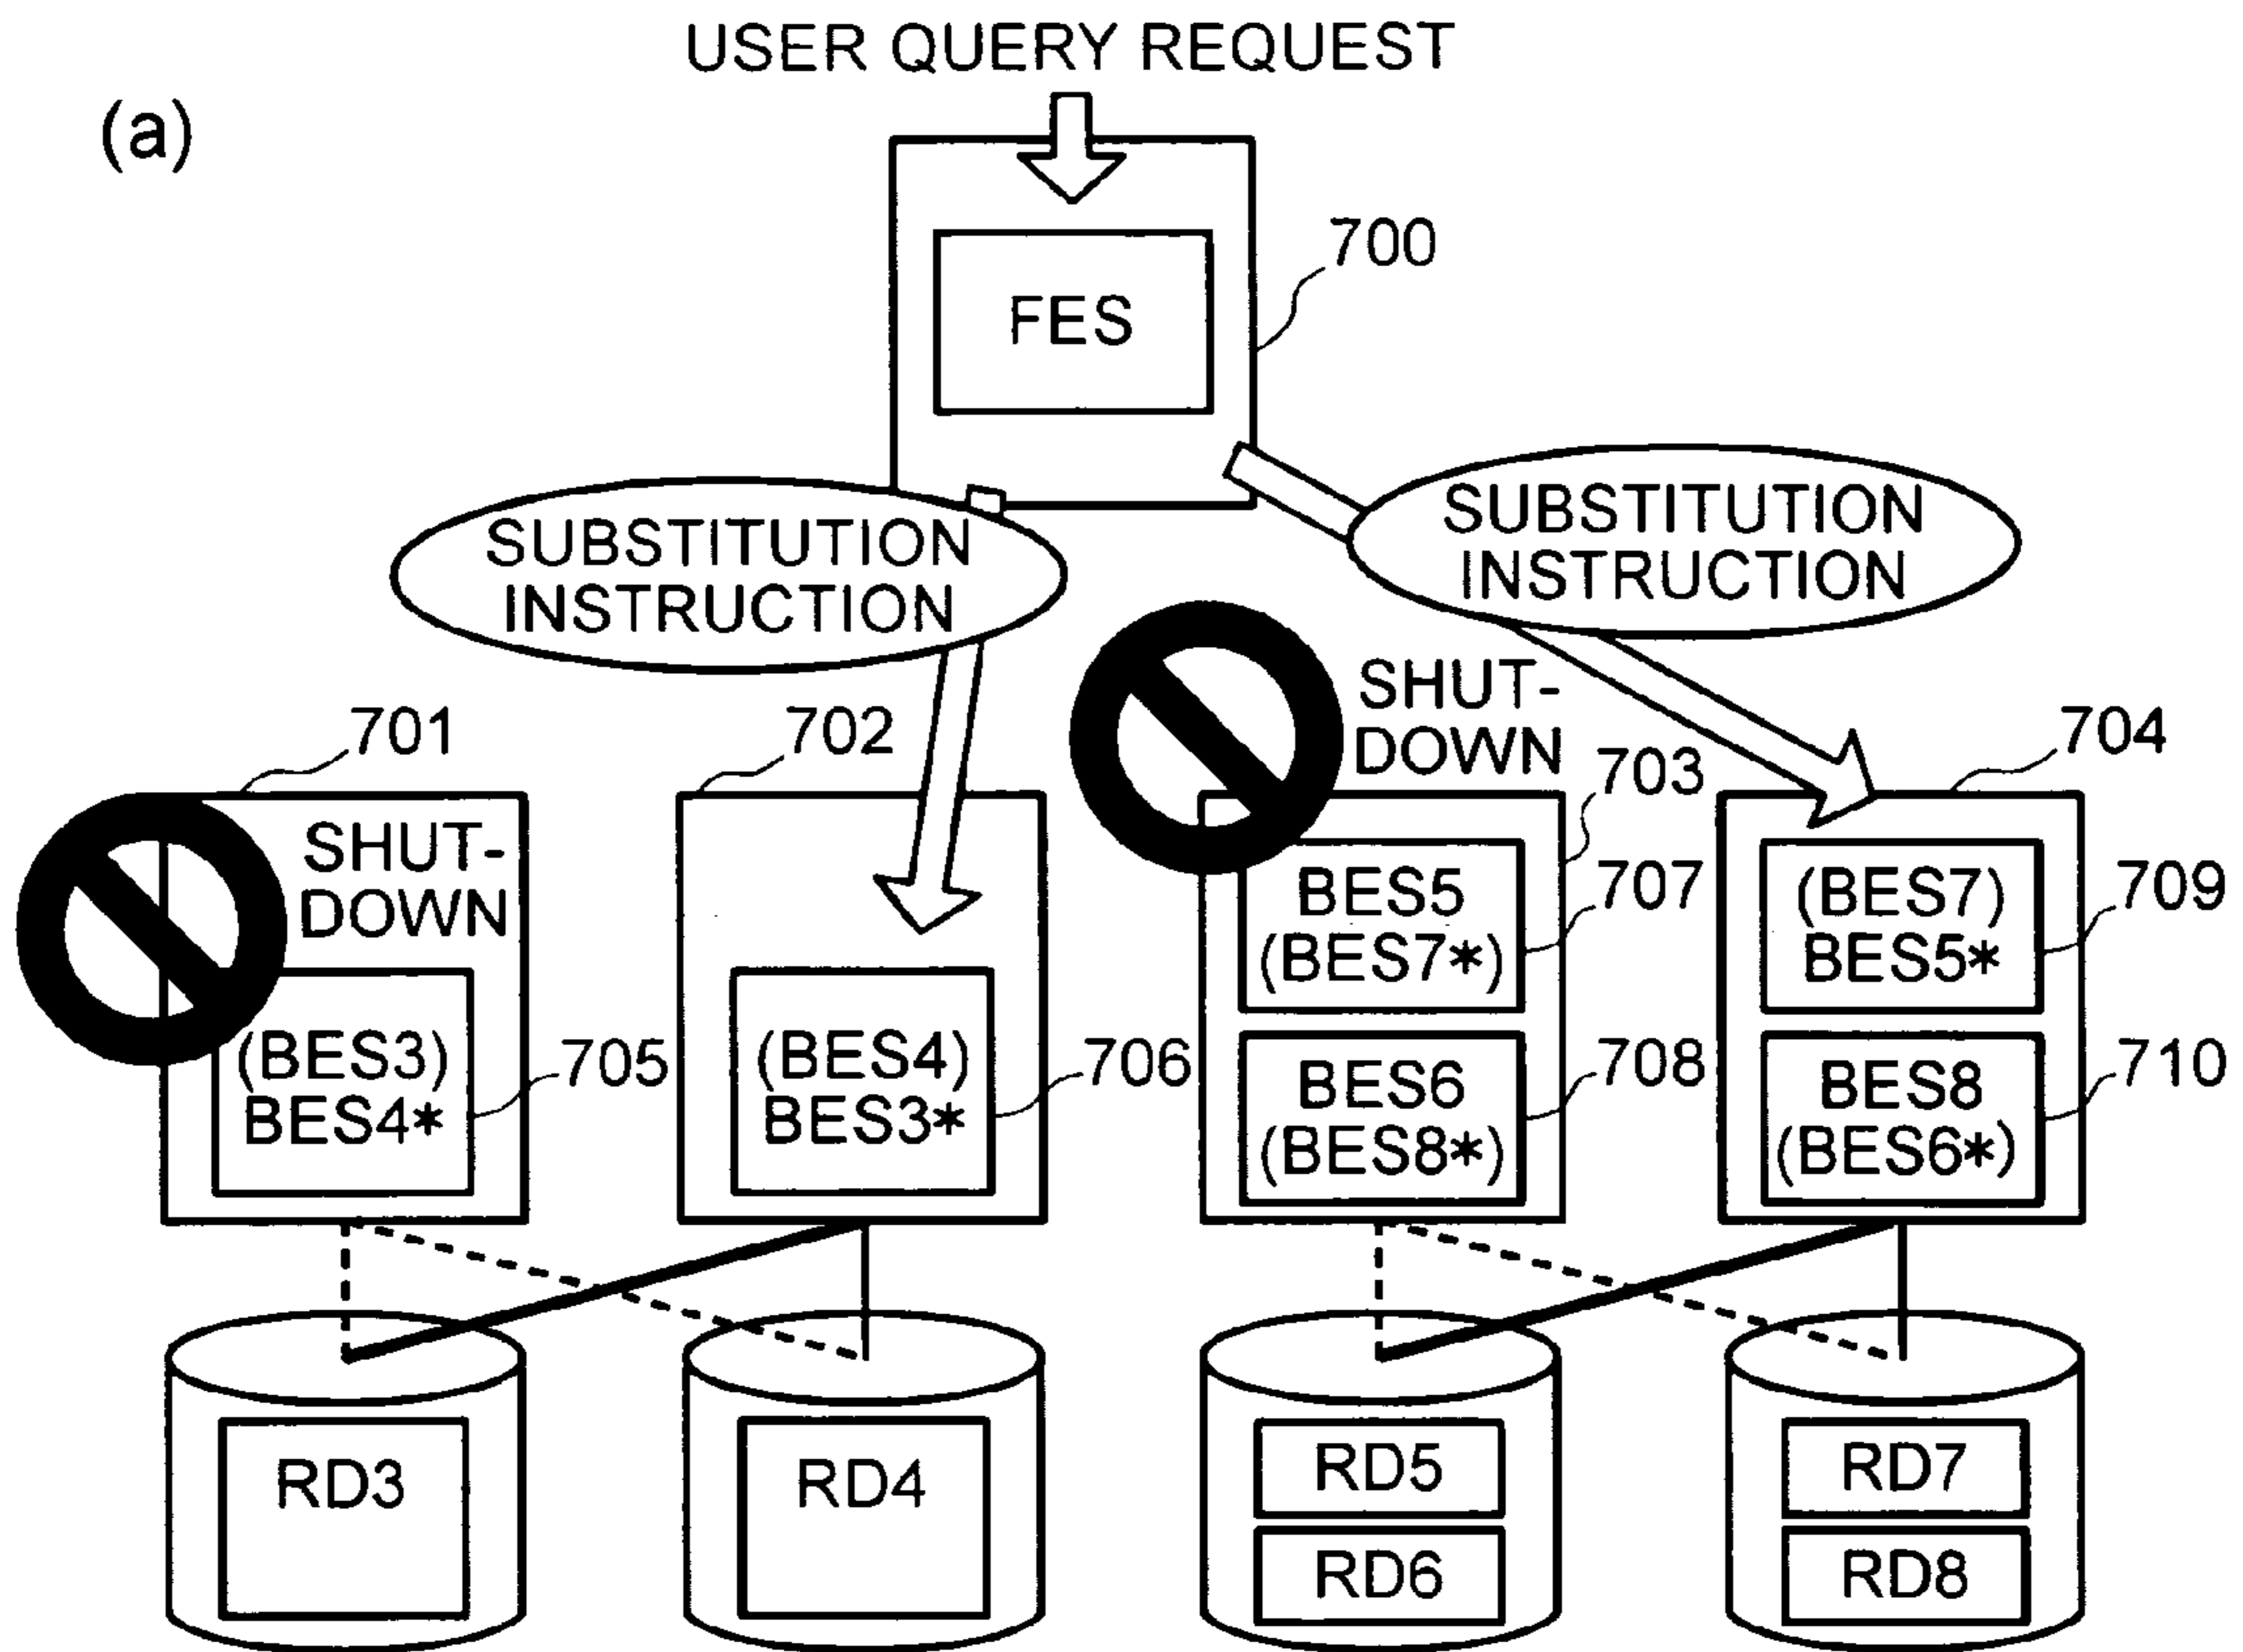 USER QUERY REQUEST
(a)
700
FES
SUBSTITUTION
INSTRUCTION
SUBSTITUTION
INSTRUCTION
701
702
SHUT-
DOWN
703
704
SHUT-
DOWN
BES5
(BES7*)
707
(BES7)
BES5*
709
(BES3)
BES4*
705
(BES4)
BES3*
706
BES6
(BES8*)
708
BES8
(BES6*)
710
RD3
RD4
RD5
RD6
RD7
RD8